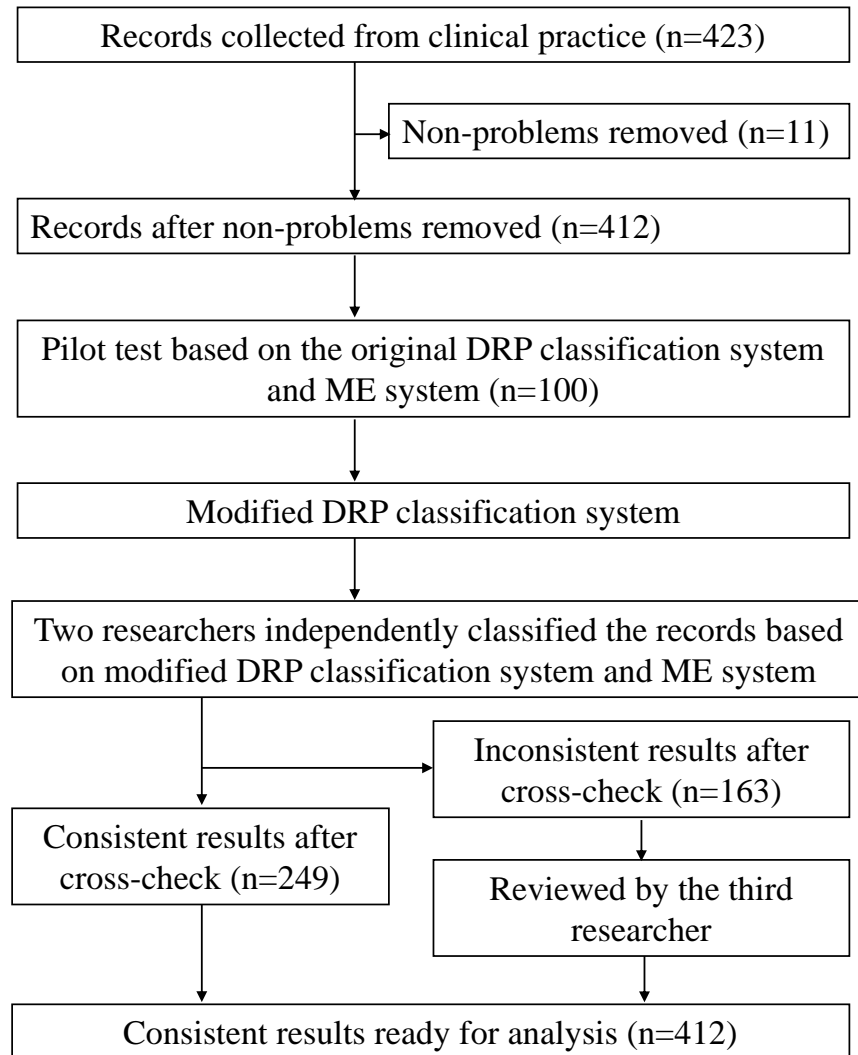 Records collected from clinical practice (n=423)
Non-problems removed (n=11)
Records after non-problems removed (n=412)
Pilot test based on the original DRP classification system
and ME system (n=100)
Modified DRP classification system
Two researchers independently classified the records based
on modified DRP classification system and ME system
Inconsistent results after
cross-check (n=163)
Consistent results after
cross-check (n=249)
Reviewed by the third
researcher
Consistent results ready for analysis (n=412)